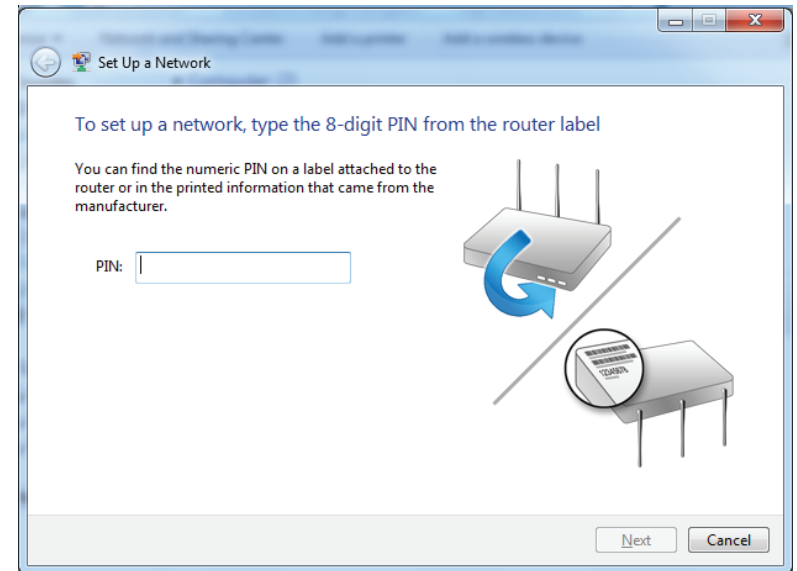 Set Up a Network
To set up a network, type the 8-digit PIN from the router label
You can find the numeric PIN on a label attached to the
router or in the printed information that came from the
manufacturer.
PIN:
12345678
Next
Cancel